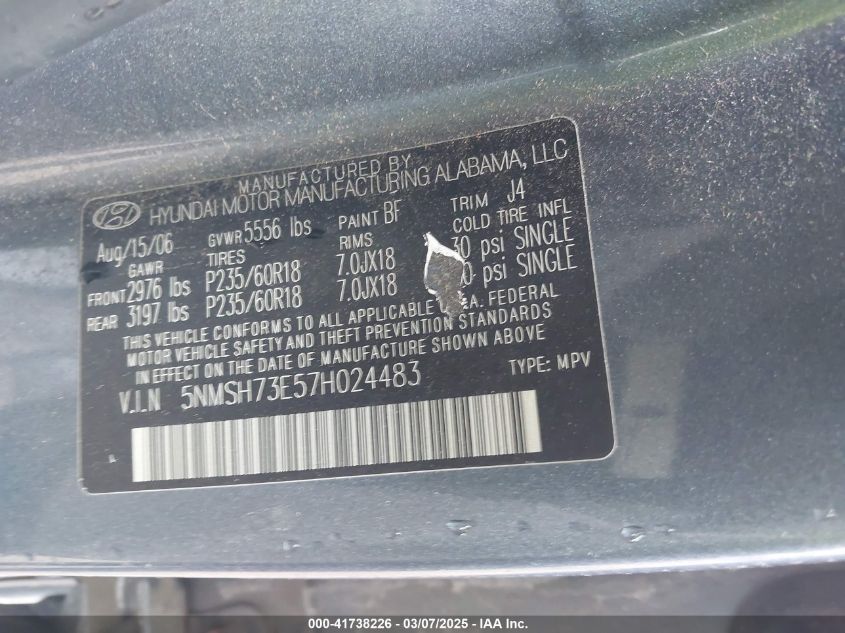 MANUFACTURED BY
HYUNDAI MOTOR MANUFACTURING ALABAMA, LLC
Aug/15/06 GVWR 5556 lbs PAINT BF TRIM J4
GAWR TIRES RIMS COLD TIRE INFL
FRONT 2976 lbs P235/60R18 7.0JX18 30 psi SINGLE
REAR 3197 lbs P235/60R18 7.0JX18 0 psi SINGLE
THIS VEHICLE CONFORMS TO ALL APPLICABLE .A. FEDERAL
MOTOR VEHICLE SAFETY AND THEFT PREVENTION STANDARDS
IN EFFECT ON THE DATE OF MANUFACTURE SHOWN ABOVE
V.I.N 5NMSH73E57H024483 TYPE: MPV
000-41738226 - 03/07/2025 - IAA Inc.